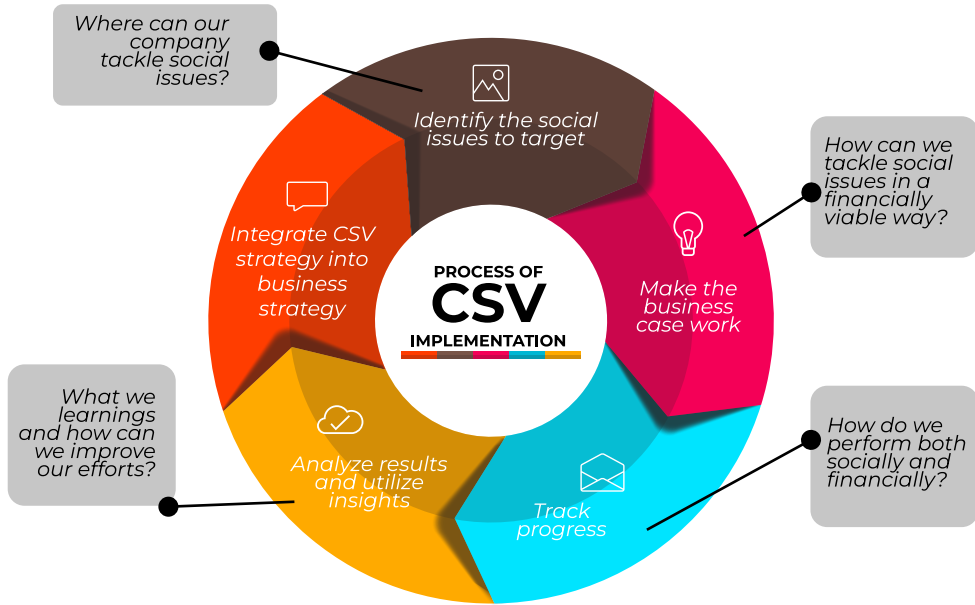 Where can our
company
tackle social
issues?
Identify the social
issues to target
How can we
tackle social
issues in a
financially
viable way?
Integrate CSV
strategy into
business
strategy
PROCESS OF
CSV
IMPLEMENTATION
Make the
business
case work
What we
learnings
and how can
we improve
our efforts?
How do we
perform both
socially and
financially?
Analyze results
and utilize
insights
Track
progress